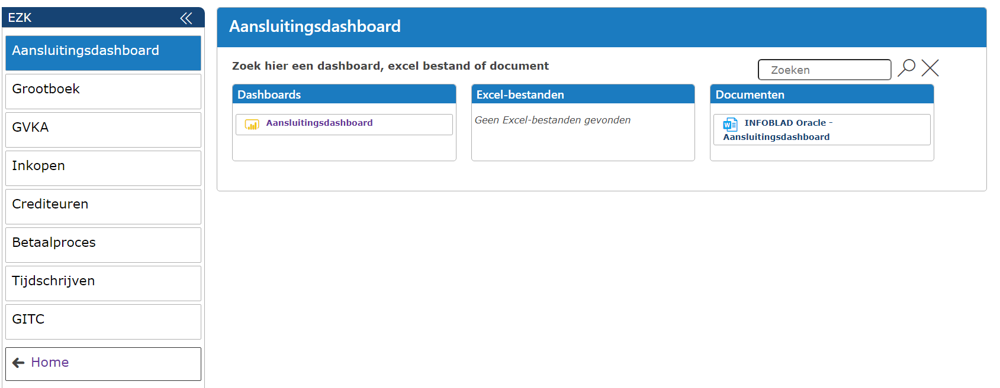 EZK
Aansluitingsdashboard
Grootboek
GVKA
Inkopen
Crediteuren
Betaalproces
Tijdschrijven
GITC
Home
Aansluitingsdashboard
Zoek hier een dashboard, excel bestand of document
Zoeken
Dashboards
Aansluitingsdashboard
Excel-bestanden
Geen Excel-bestanden gevonden
Documenten
INFOBLAD Oracle -
Aansluitingsdashboard